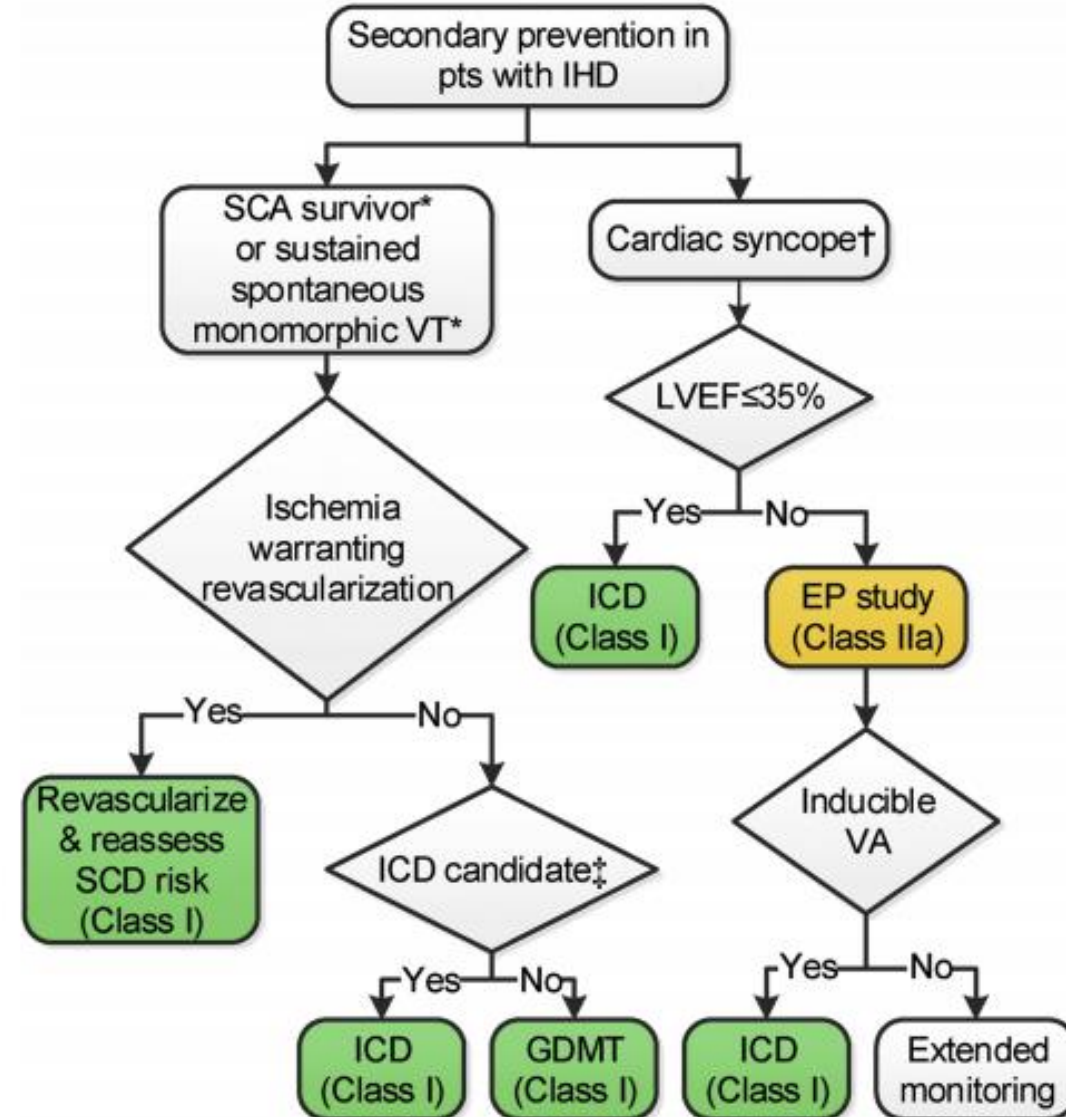 Secondary prevention in
pts with IHD
SCA survivor*
or sustained
spontaneous
monomorphic VT*
Cardiac syncope†
LVEF≤35%
Ischemia
warranting
revascularization
Yes
No
ICD
(Class I)
EP study
(Class IIa)
Yes
No
Revascularize
& reassess
SCD risk
(Class I)
ICD candidate‡
Inducible
VA
Yes
No
Yes
No
ICD
(Class I)
GDMT
(Class I)
ICD
(Class I)
Extended
monitoring